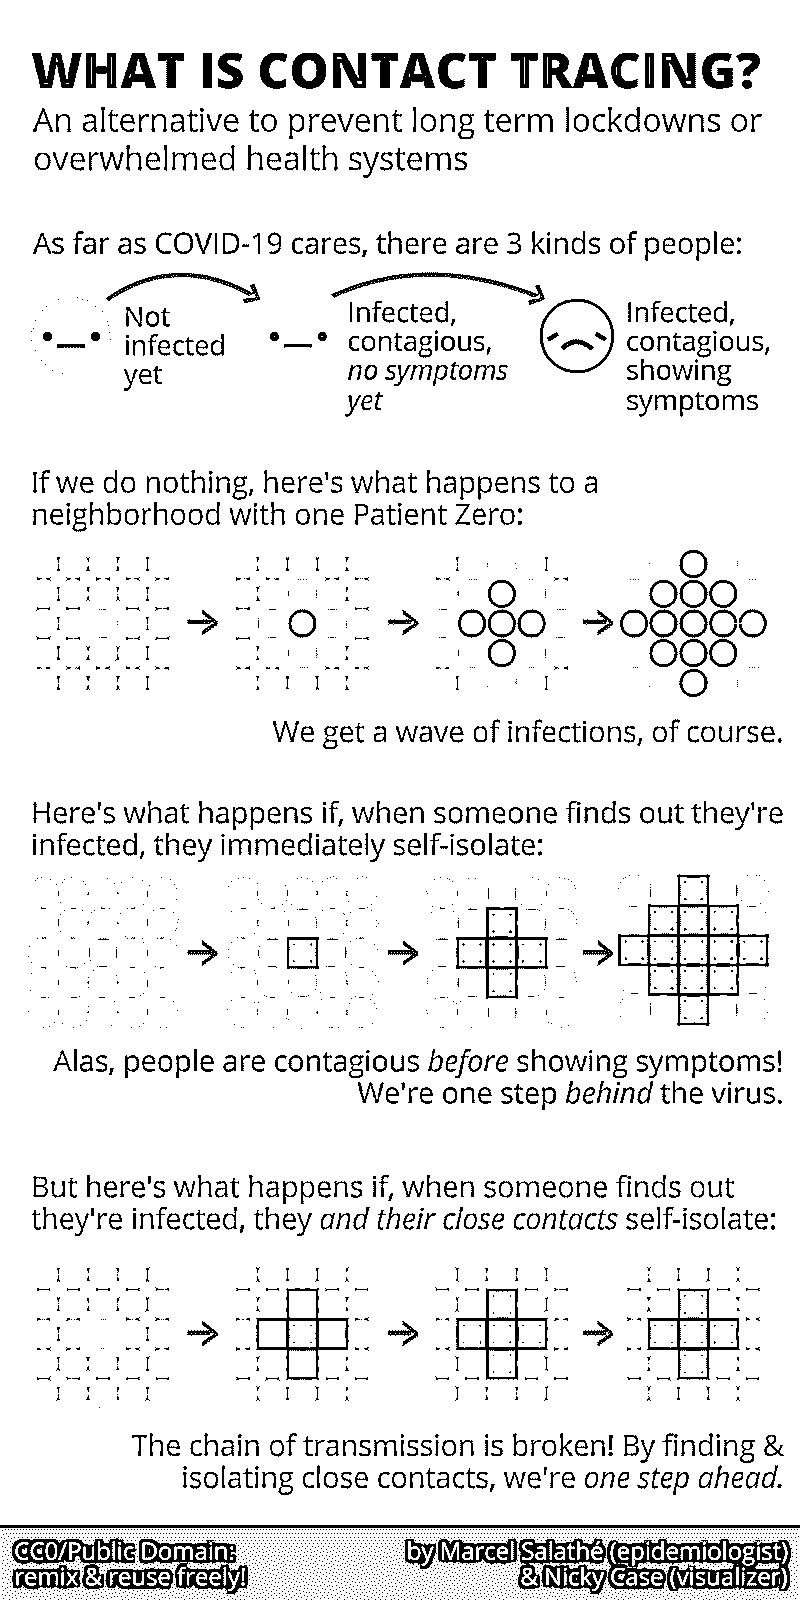 WHAT IS CONTACT TRACING?
An alternative to prevent long term lockdowns or
overwhelmed health systems
As far as COVID-19 cares, there are 3 kinds of people:
Not
infected
yet
Infected,
contagious,
no symptoms
yet
Infected,
contagious,
showing
symptoms
If we do nothing, here's what happens to a
neighborhood with one Patient Zero:
We get a wave of infections, of course.
Here's what happens if, when someone finds out they're
infected, they immediately self-isolate:
Alas, people are contagious before showing symptoms!
We're one step behind the virus.
But here's what happens if, when someone finds out
they're infected, they and their close contacts self-isolate:
The chain of transmission is broken! By finding &
isolating close contacts, we're one step ahead.
CC0/Public Domain:
remix & reuse freely!
by Marcel Salathé (epidemiologist)
& Nicky Case (visualizer)